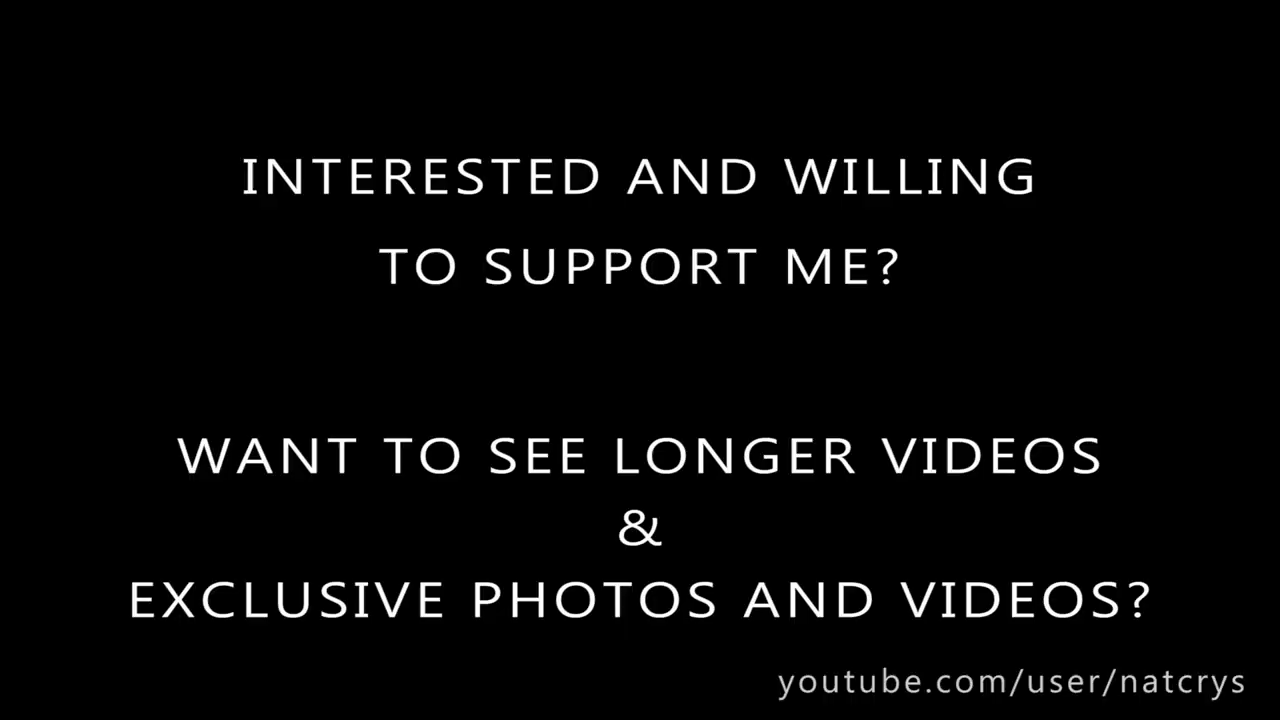 INTERESTED AND WILLING
TO SUPPORT ME?
WANT TO SEE LONGER VIDEOS
&
EXCLUSIVE PHOTOS AND VIDEOS?
youtube.com/user/natcrys